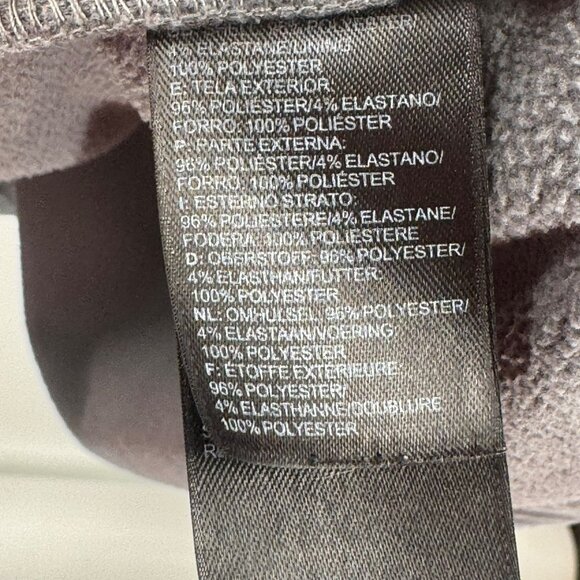 4% ELASTANE/LINING
100% POLYESTER
E: TELA EXTERIOR:
96% POLIÉSTER/4% ELASTANO/
FORRO: 100% POLIÉSTER
P: PARTE EXTERNA:
96% POLIÉSTER/4% ELASTANO/
FORRO: 100% POLIÉSTER
I: ESTERNO STRATO:
96% POLIESTERE/4% ELASTANE/
FODERA: 100% POLIESTERE
D: OBERSTOFF: 96% POLYESTER/
4% ELASTHAN/FUTTER
100% POLYESTER
NL: OMHULSEL: 96% POLYESTER/
4% ELASTAAN/VOERING
100% POLYESTER
F: ÉTOFFE EXTÉRIEURE
96% POLYESTER/
4% ELASTHANNE/DOUBLURE
100% POLYESTER